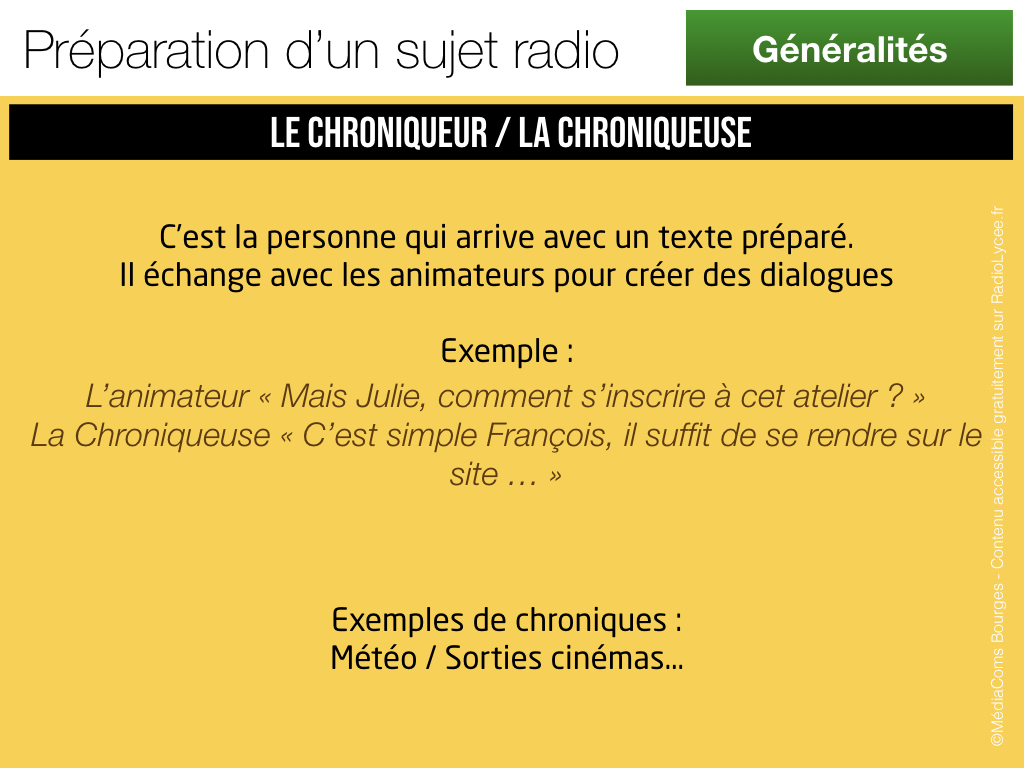 Préparation d’un sujet radio
Généralités
LE CHRONIQUEUR / LA CHRONIQUEUSE
C’est la personne qui arrive avec un texte préparé.
Il échange avec les animateurs pour créer des dialogues
Exemple :
L’animateur « Mais Julie, comment s’inscrire à cet atelier ? »
La Chroniqueuse « C’est simple François, il suffit de se rendre sur le
site … »
Exemples de chroniques :
Météo / Sorties cinémas...
©MédiaComs Bourges - Contenu accessible gratuitement sur RadioLycee.fr